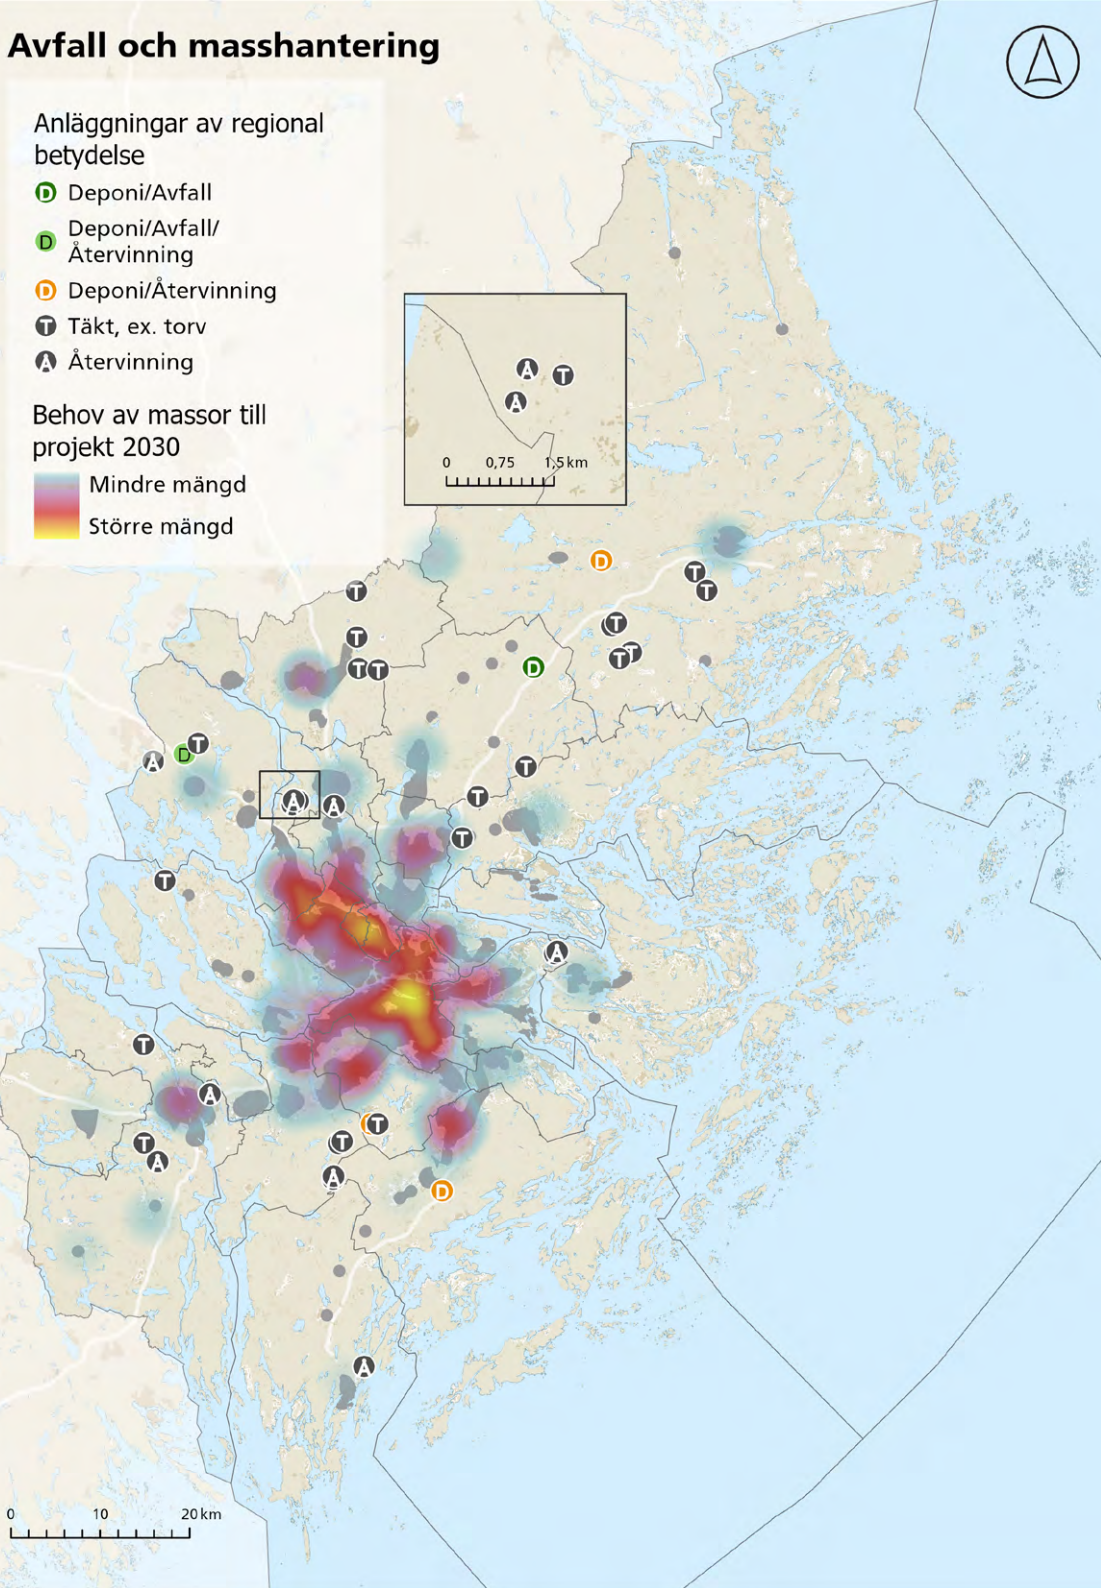 Avfall och masshantering
Anläggningar av regional
betydelse
D Deponi/Avfall
D Deponi/Avfall/
Återvinning
D Deponi/Återvinning
T Täkt, ex. torv
Å Återvinning
Behov av massor till
projekt 2030
Mindre mängd
Större mängd
Å T
Å
0 0,75 1,5 km
D
T
T
T
T
T
T
T
T T
D
T
D
Å
T
T
Å
Å
T
T
Å
T
Å
T
Å
T
T
Å
D
Å
0 10 20 km